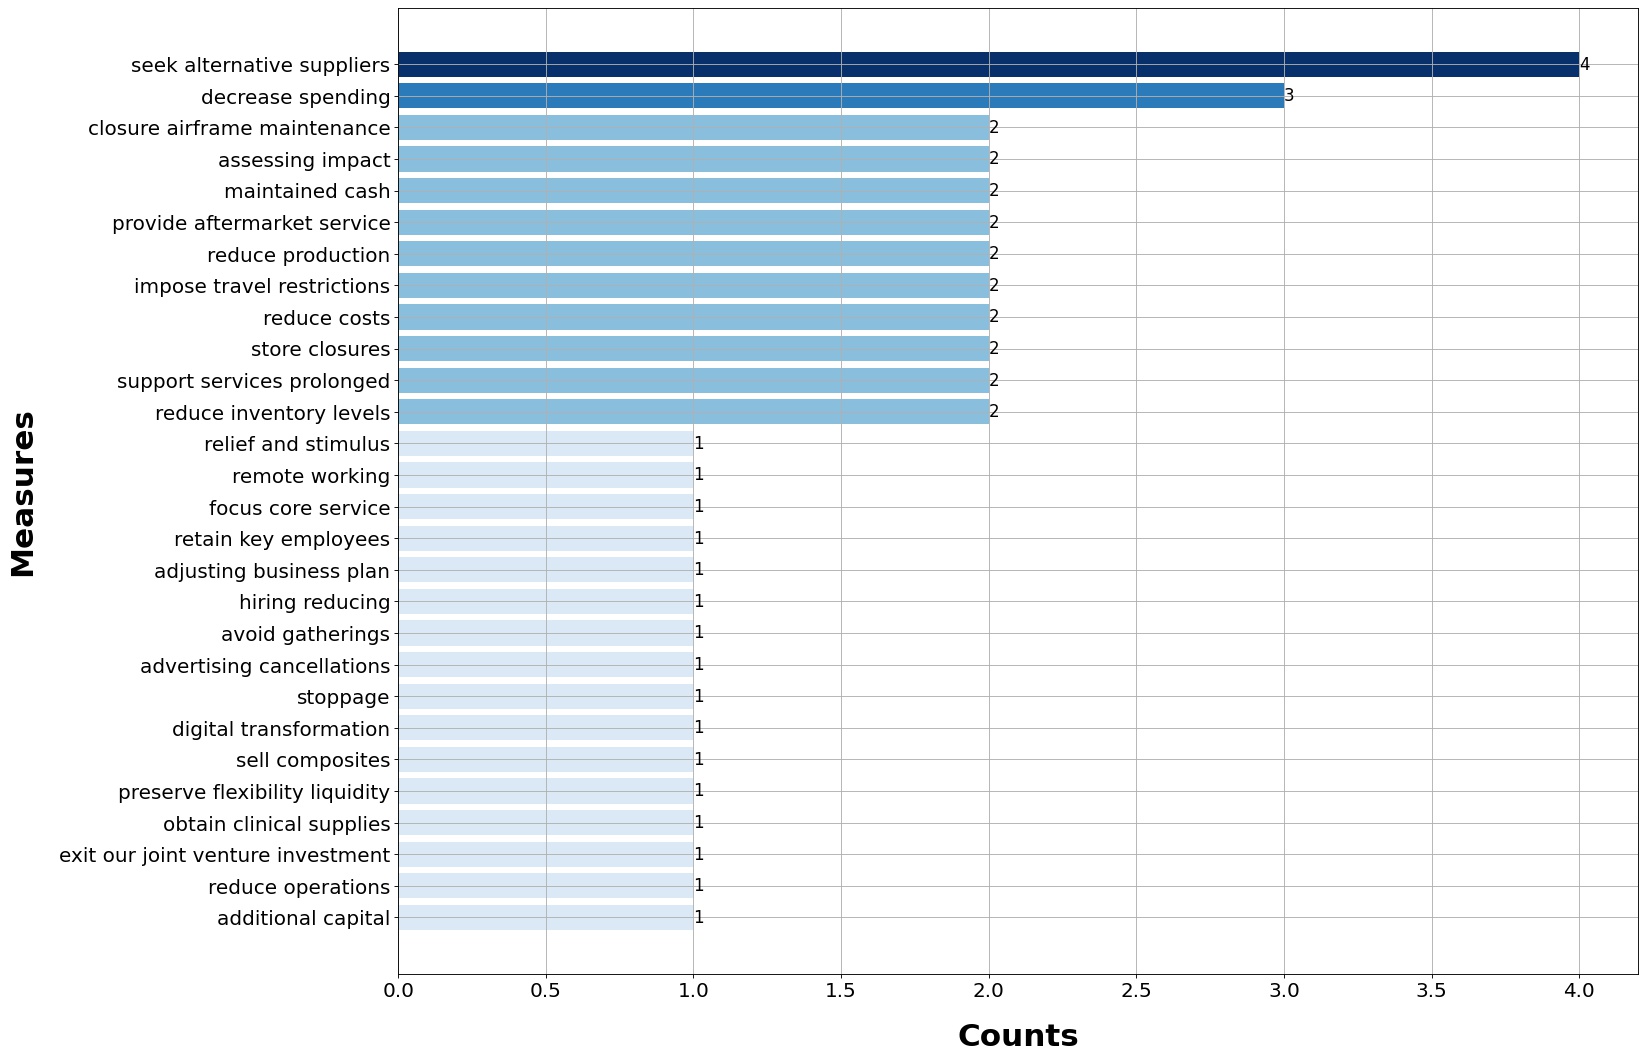 seek alternative suppliers 4
decrease spending 3
closure airframe maintenance 2
assessing impact 2
maintained cash 2
provide aftermarket service 2
reduce production 2
impose travel restrictions 2
reduce costs 2
store closures 2
support services prolonged 2
reduce inventory levels 2
relief and stimulus 1
remote working 1
focus core service 1
retain key employees 1
adjusting business plan 1
hiring reducing 1
avoid gatherings 1
advertising cancellations 1
stoppage 1
digital transformation 1
sell composites 1
preserve flexibility liquidity 1
obtain clinical supplies 1
exit our joint venture investment 1
reduce operations 1
additional capital 1
Measures
0.0 0.5 1.0 1.5 2.0 2.5 3.0 3.5 4.0
Counts